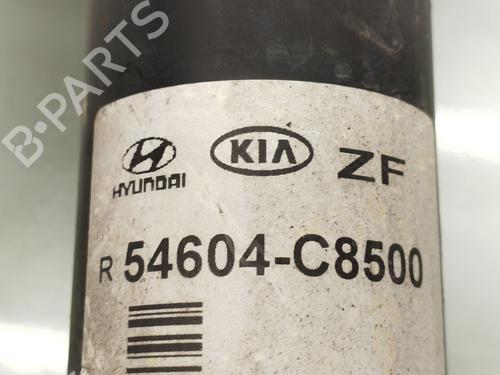 B·PARTS
HYUNDAI KIA ZF
R 54604-C8500